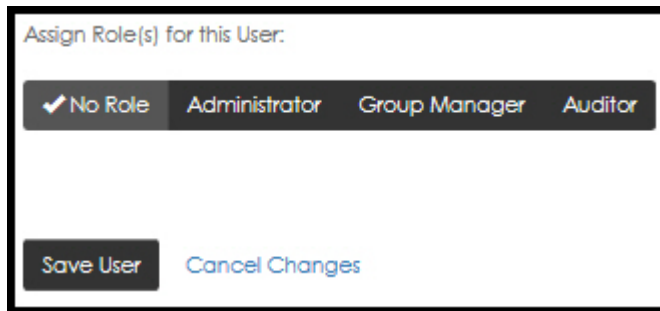 Assign Role(s) for this User:
✔No Role Administrator Group Manager Auditor
Save User Cancel Changes